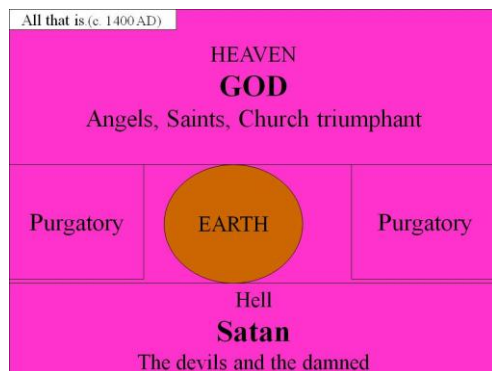 All that is.(c. 1400 AD)
HEAVEN
GOD
Angels, Saints, Church triumphant
Purgatory
EARTH
Purgatory
Hell
Satan
The devils and the damned